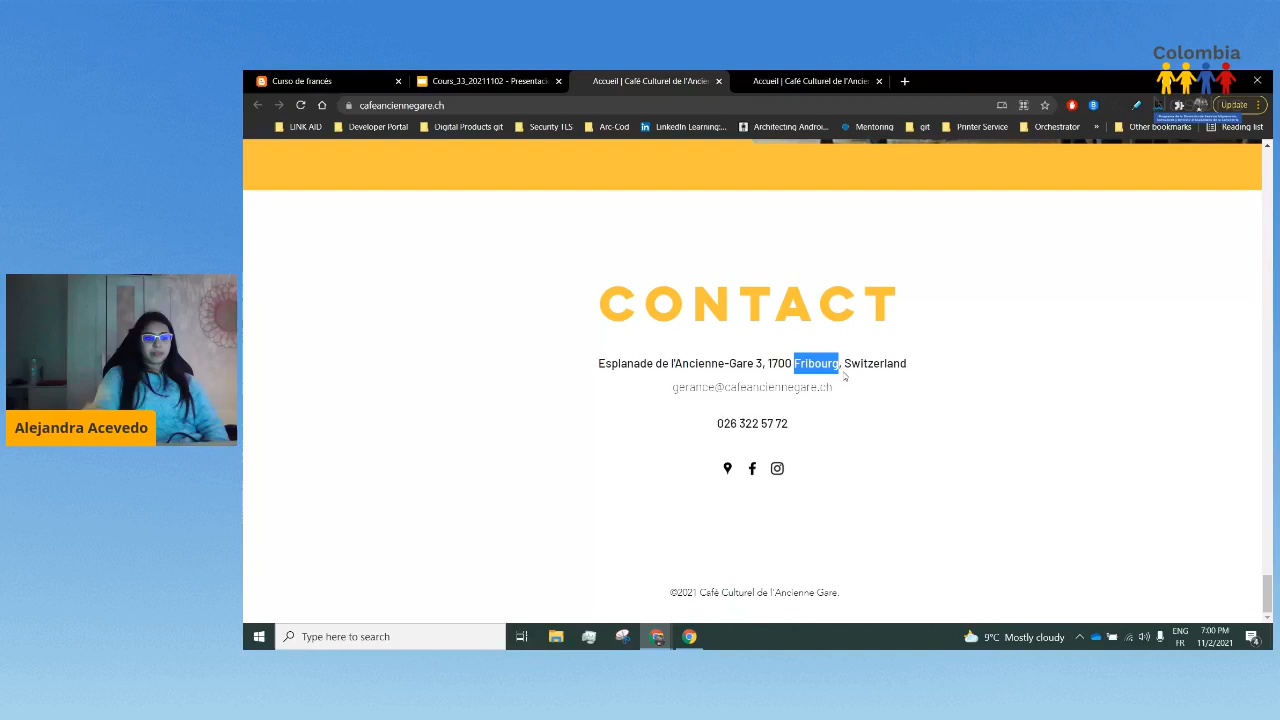 Colombia
Curso de francés
Cours_33_20211102 - Presentaci
Accueil | Café Culturel de l'Ancie
Accueil | Café Culturel de l'Ancie
cafeanciennegare.ch
Update
LINK AID
Developer Portal
Digital Products git
Security TLS
Arc-Cod
LinkedIn Learning:...
Architecting Androi...
Mentoring
git
Printer Service
Orchestrator
»
Other bookmarks
Reading list
CONTACT
Esplanade de l'Ancienne-Gare 3, 1700 Fribourg, Switzerland
gerance@cafeanciennegare.ch
026 322 57 72
©2021 Café Culturel de l'Ancienne Gare.
Alejandra Acevedo
Type here to search
9°C Mostly cloudy
ENG
FR
7:00 PM
11/2/2021